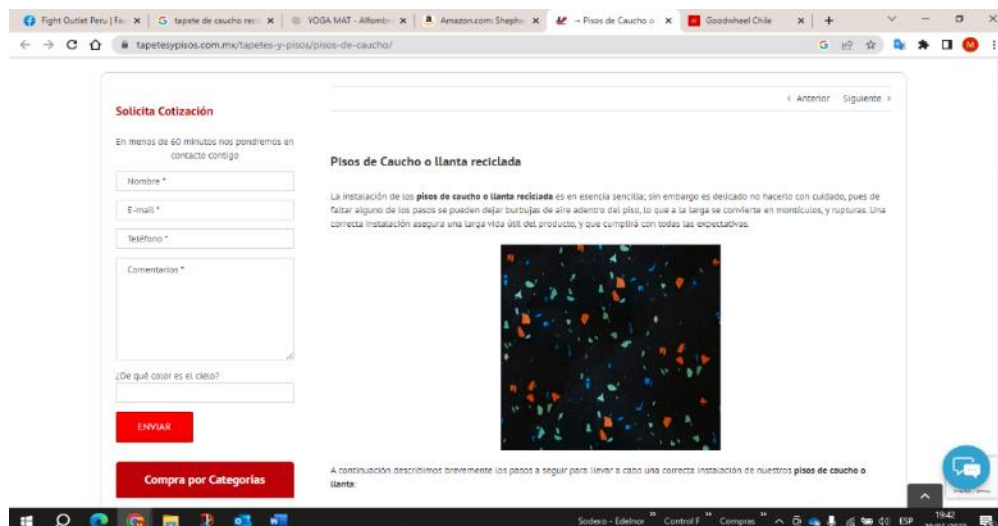 Fight Outlet Peru | Fa
tapete de caucho rec
YOGA MAT - Alfomb
Amazon.com: Sheph
– Pisos de Caucho o
Goodwheel Chile
tapetesypisos.com.mx/tapetes-y-pisos/pisos-de-caucho/
Anterior Siguiente
Solicita Cotización
En menos de 60 minutos nos pondremos en
contacto contigo
Nombre *
E-mail *
Teléfono *
Comentarios *
¿De qué color es el cielo?
ENVIAR
Compra por Categorías
Pisos de Caucho o llanta reciclada
La instalación de los pisos de caucho o llanta reciclada es en esencia sencilla; sin embargo es delicado no hacerlo con cuidado, pues de
faltar alguno de los pasos se pueden dejar burbujas de aire adentro del piso, lo que a la larga se convierte en montículos, y rupturas. Una
correcta instalación asegura una larga vida útil del producto, y que cumplirá con todas las expectativas.
A continuación describimos brevemente los pasos a seguir para llevar a cabo una correcta instalación de nuestros pisos de caucho o
llanta:
Sodexo - Edelnor Control F Compras ESP 19:42